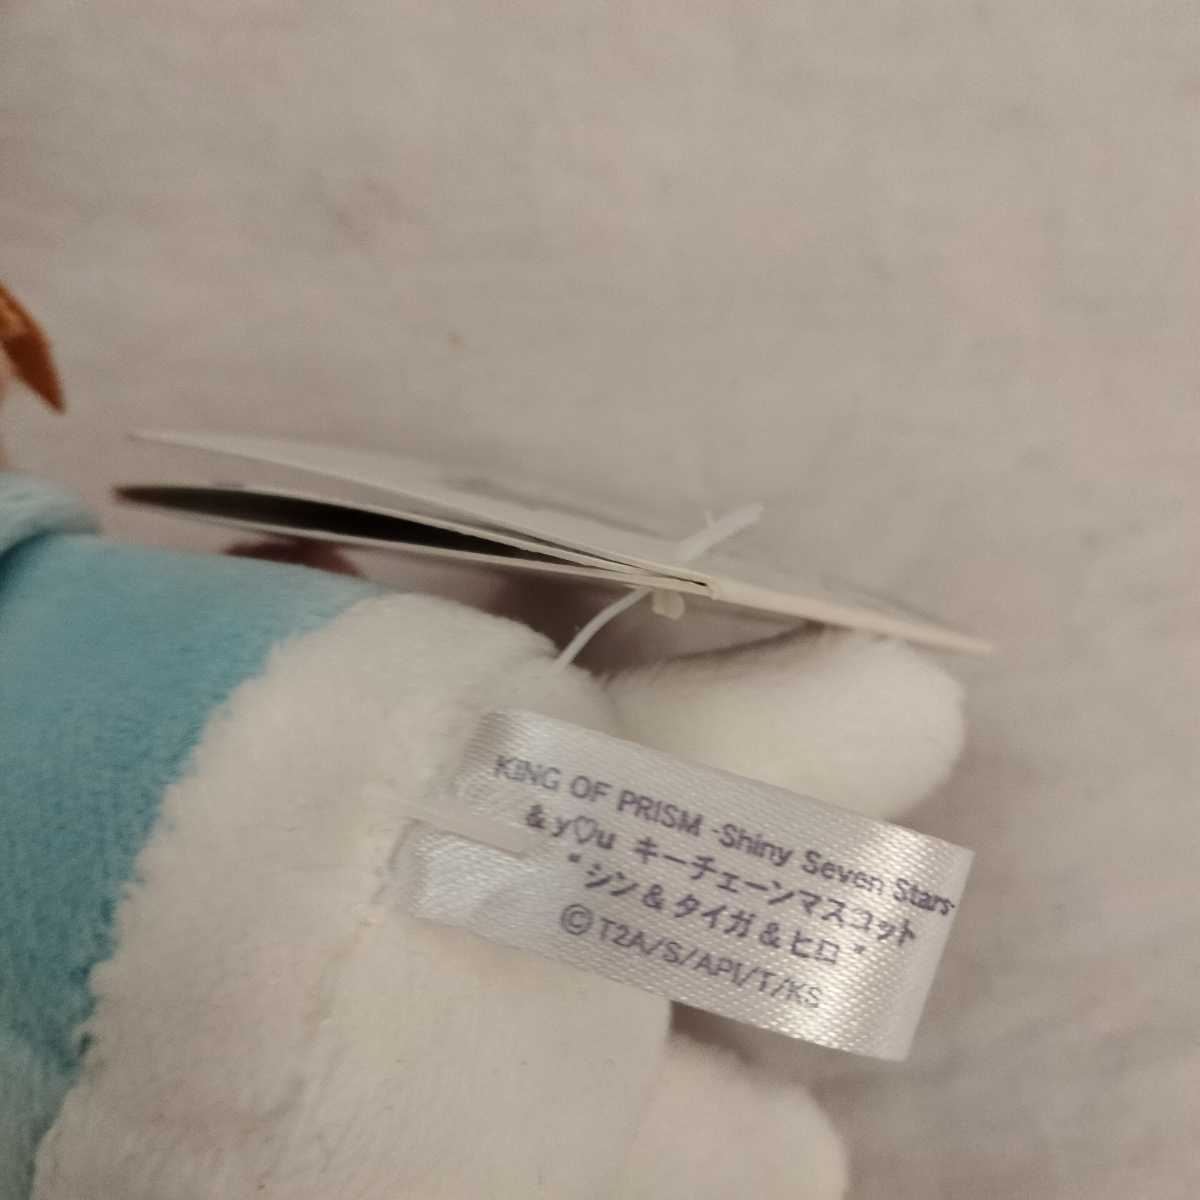 KING OF PRISM -Shiny Seven Stars-
& y♡u キーチェーンマスコット
"シン&タイガ&ヒロ"
©T2A/S/API/T/KS